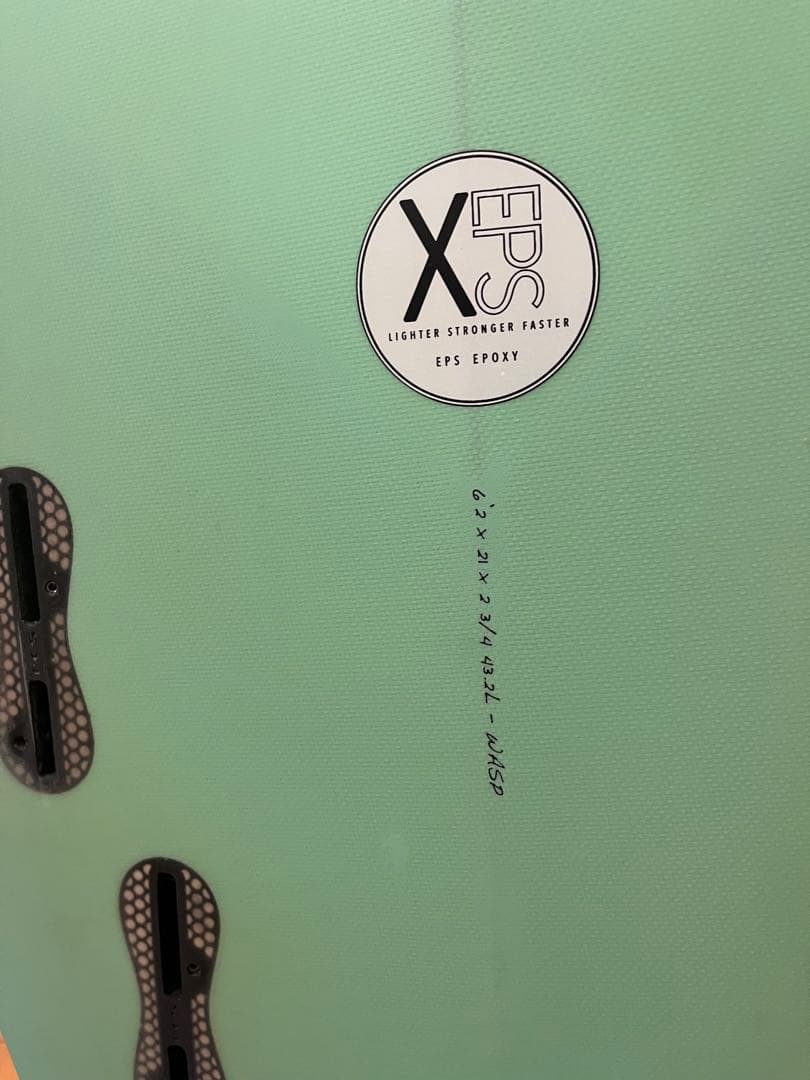 X EPS
LIGHTER STRONGER FASTER
EPS EPOXY
6'2 X 21 X 2 3/4 43.2L - WASP